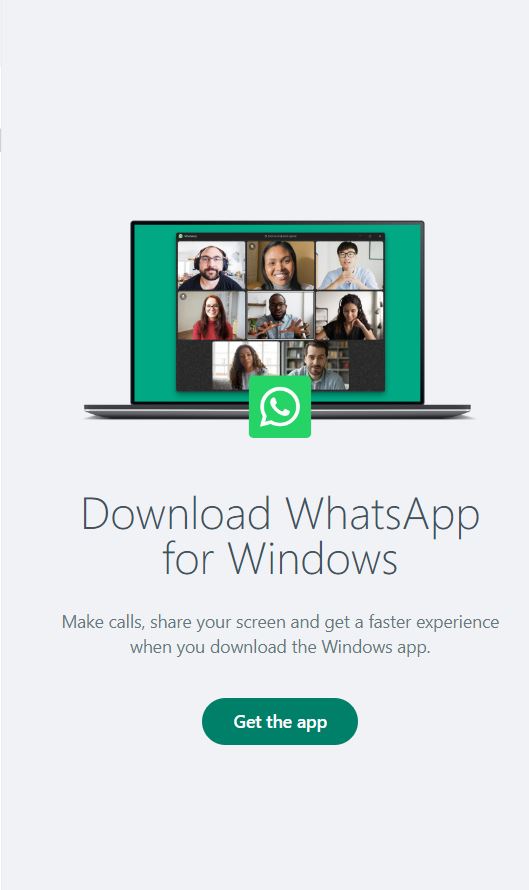 Download WhatsApp
for Windows
Make calls, share your screen and get a faster experience
when you download the Windows app.
Get the app